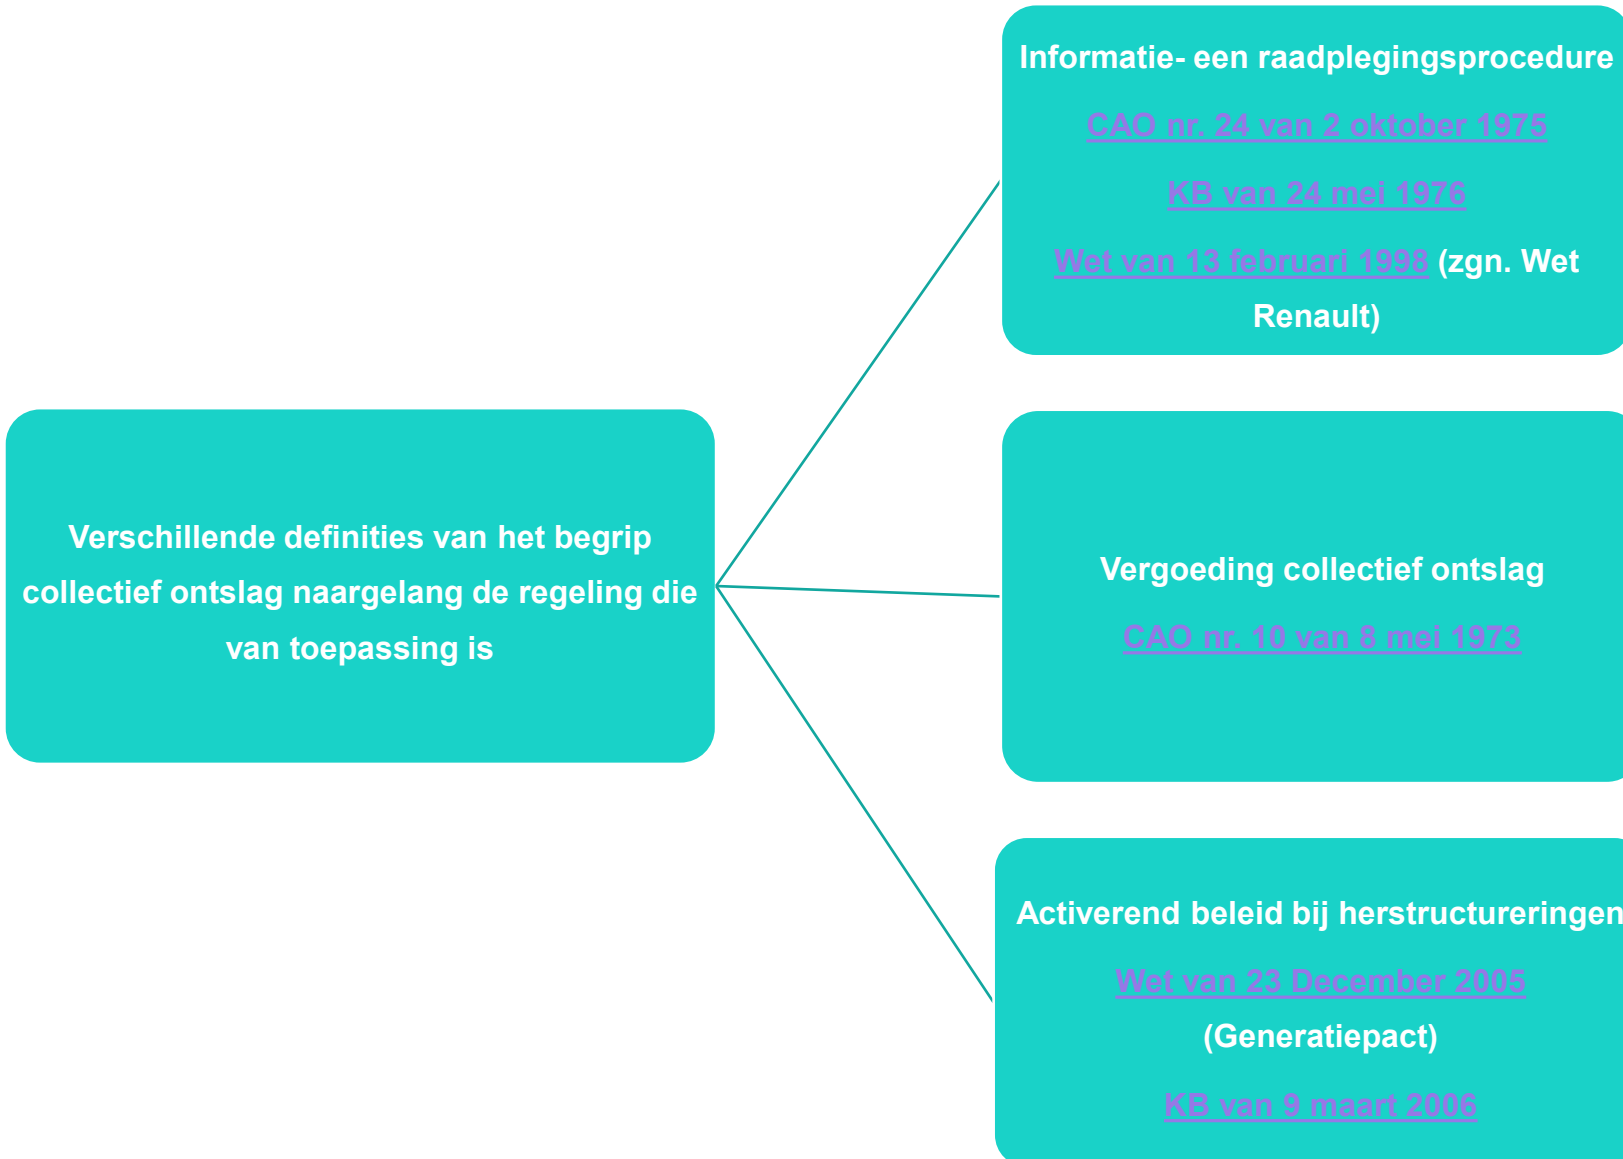 Informatie- een raadplegingsprocedure
CAO nr. 24 van 2 oktober 1975
KB van 24 mei 1976
Wet van 13 februari 1998 (zgn. Wet
Renault)
Verschillende definities van het begrip
collectief ontslag naargelang de regeling die
van toepassing is
Vergoeding collectief ontslag
CAO nr. 10 van 8 mei 1973
Activerend beleid bij herstructureringen
Wet van 23 December 2005
(Generatiepact)
KB van 9 maart 2006